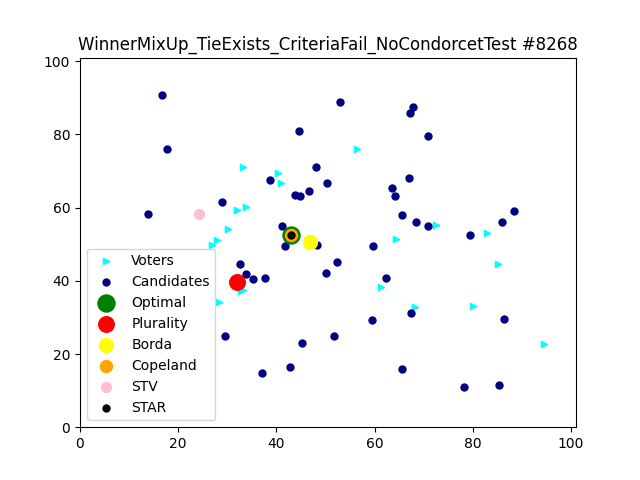 WinnerMixUp_TieExists_CriteriaFail_NoCondorcetTest #8268
100
80
60
40
20
0
Voters
Candidates
Optimal
Plurality
Borda
Copeland
STV
STAR
0 20 40 60 80 100